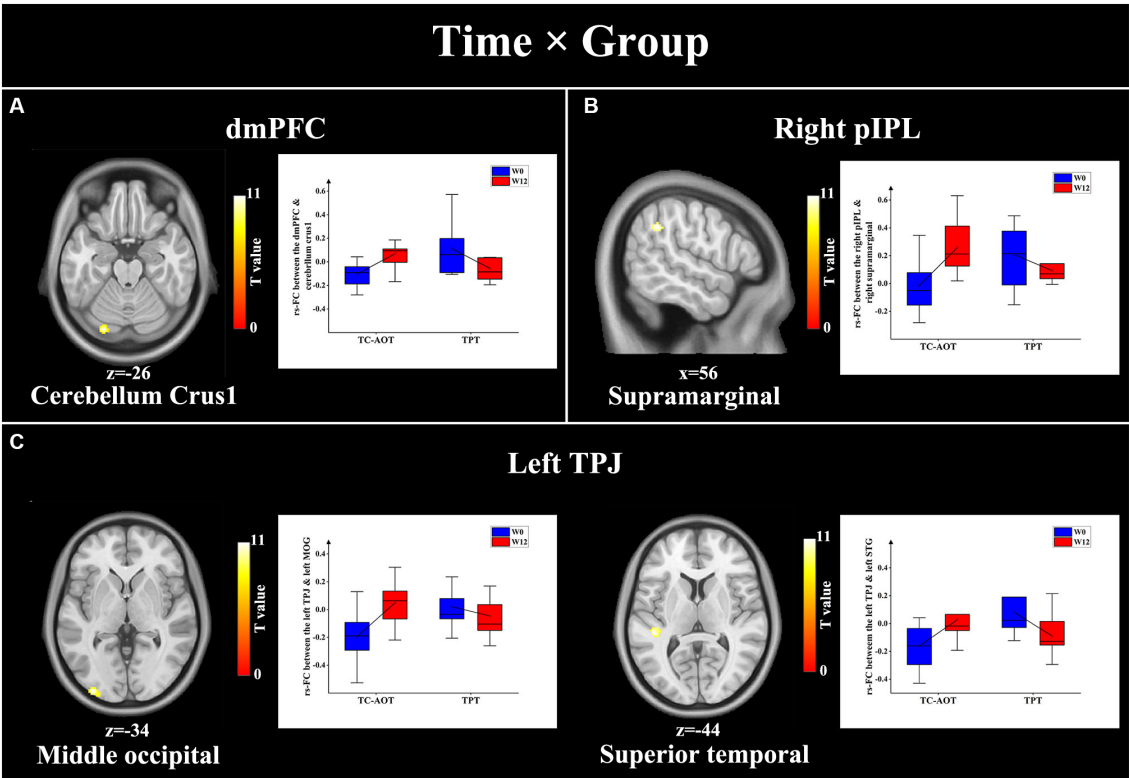 Time × Group
A
dmPFC
11
T value
0
z=-26
Cerebellum Crus1
W0
W12
rs-FC between the dmPFC &
cerebrllum crus1
0.6
0.4
0.2
0.0
-0.2
-0.4
TC-AOT
TPT
B
Right pIPL
11
T value
0
x=56
Supramarginal
W0
W12
rs-FC between the right pIPL &
right supramarginal
0.6
0.4
0.2
0.0
-0.2
TC-AOT
TPT
C
Left TPJ
11
T value
0
z=-34
Middle occipital
W0
W12
rs-FC between the left TPJ & left MOG
0.4
0.2
0.0
-0.2
-0.4
TC-AOT
TPT
11
T value
0
z=-44
Superior temporal
W0
W12
rs-FC between the left TPJ & left STG
0.4
0.2
0.0
-0.2
-0.4
TC-AOT
TPT